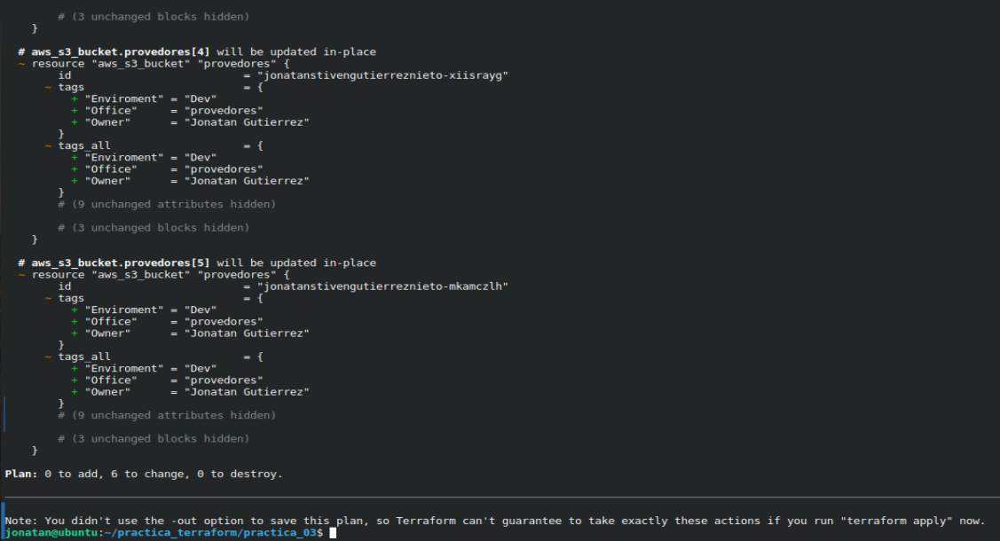 # (3 unchanged blocks hidden)
}
# aws_s3_bucket.provedores[4] will be updated in-place
~ resource "aws_s3_bucket" "provedores" {
id = "jonatanstivengutierreznieto-xiisrayg"
~ tags = {
+ "Enviroment" = "Dev"
+ "Office" = "provedores"
+ "Owner" = "Jonatan Gutierrez"
}
~ tags_all = {
+ "Enviroment" = "Dev"
+ "Office" = "provedores"
+ "Owner" = "Jonatan Gutierrez"
}
# (9 unchanged attributes hidden)
# (3 unchanged blocks hidden)
}
# aws_s3_bucket.provedores[5] will be updated in-place
~ resource "aws_s3_bucket" "provedores" {
id = "jonatanstivengutierreznieto-mkamczlh"
~ tags = {
+ "Enviroment" = "Dev"
+ "Office" = "provedores"
+ "Owner" = "Jonatan Gutierrez"
}
~ tags_all = {
+ "Enviroment" = "Dev"
+ "Office" = "provedores"
+ "Owner" = "Jonatan Gutierrez"
}
# (9 unchanged attributes hidden)
# (3 unchanged blocks hidden)
}
Plan: 0 to add, 6 to change, 0 to destroy.
Note: You didn't use the -out option to save this plan, so Terraform can't guarantee to take exactly these actions if you run "terraform apply" now.
jonatan@ubuntu:~/practica_terraform/practica_03$